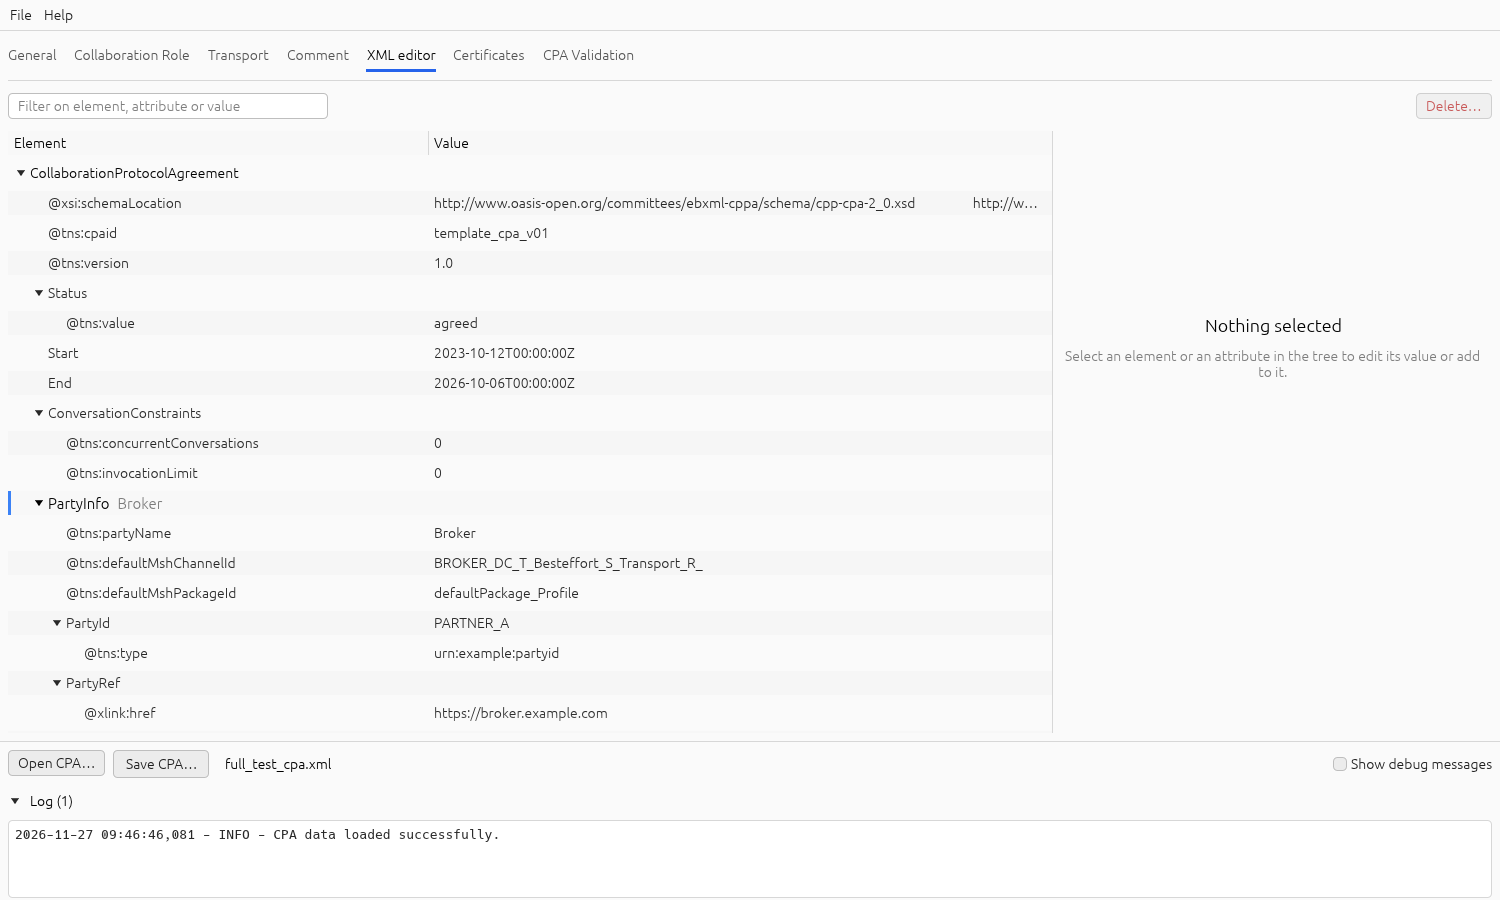 File Help
General Collaboration Role Transport Comment XML editor Certificates CPA Validation
Filter on element, attribute or value Delete...
Element Value
CollaborationProtocolAgreement
@xsi:schemaLocation http://www.oasis-open.org/committees/ebxml-cppa/schema/cpp-cpa-2_0.xsd http://w...
@tns:cpaid template_cpa_v01
@tns:version 1.0
Status
@tns:value agreed
Start 2023-10-12T00:00:00Z
End 2026-10-06T00:00:00Z
ConversationConstraints
@tns:concurrentConversations 0
@tns:invocationLimit 0
PartyInfo Broker
@tns:partyName Broker
@tns:defaultMshChannelId BROKER_DC_T_Besteffort_S_Transport_R_
@tns:defaultMshPackageId defaultPackage_Profile
PartyId PARTNER_A
@tns:type urn:example:partyid
PartyRef
@xlink:href https://broker.example.com
Nothing selected
Select an element or an attribute in the tree to edit its value or add
to it.
Open CPA... Save CPA... full_test_cpa.xml Show debug messages
Log (1)
2026-11-27 09:46:46,081 - INFO - CPA data loaded successfully.